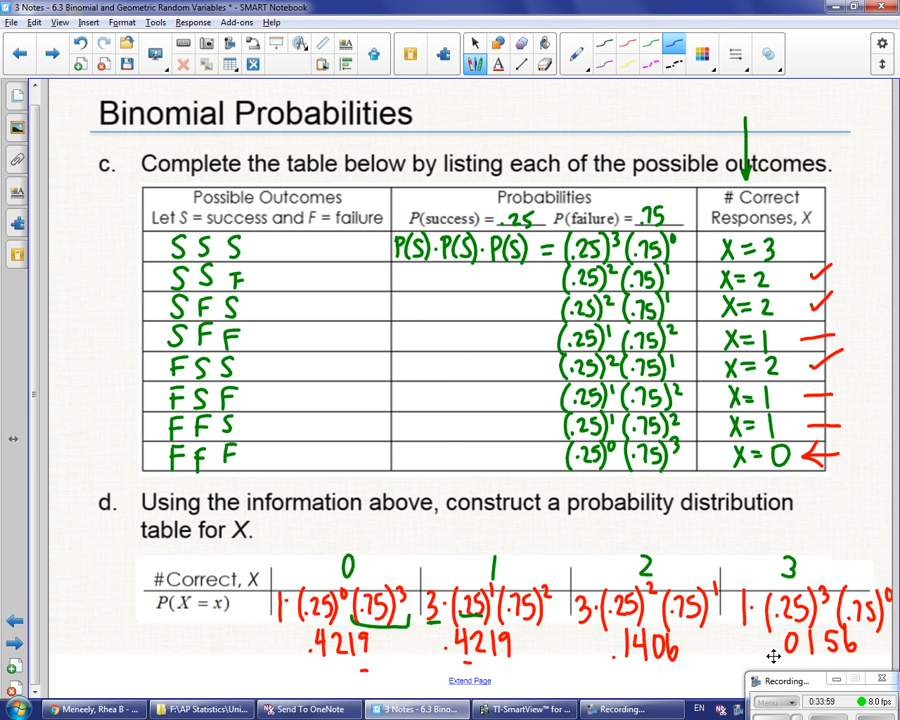 3 Notes - 6.3 Binomial and Geometric Random Variables * - SMART Notebook
File Edit View Insert Format Tools Response Add-ons Help
Binomial Probabilities
c. Complete the table below by listing each of the possible outcomes.
Possible Outcomes
Let S = success and F = failure
Probabilities
P(success) = .25 P(failure) = .75
# Correct
Responses, X
S S S P(S)·P(S)·P(S) = (.25)³(.75)⁰ X = 3
S S F (.25)²(.75)¹ X = 2 ✓
S F S (.25)²(.75)¹ X = 2 ✓
S F F (.25)¹(.75)² X = 1 —
F S S (.25)²(.75)¹ X = 2 ✓
F S F (.25)¹(.75)² X = 1 —
F F S (.25)¹(.75)² X = 1 —
F F F (.25)⁰(.75)³ X = 0 ←
d. Using the information above, construct a probability distribution
table for X.
#Correct, X 0 1 2 3
P(X = x) 1·(.25)⁰(.75)³ 3·(.25)¹(.75)² 3·(.25)²(.75)¹ 1·(.25)³(.75)⁰
.4219 .4219 .1406 .0156
Extend Page
Recording...
Menu 0:33:59 8.0 fps
Meneely, Rhea B - ... F:\AP Statistics\Uni... Send To OneNote 3 Notes - 6.3 Bino... TI-SmartView™ for ... Recording... EN